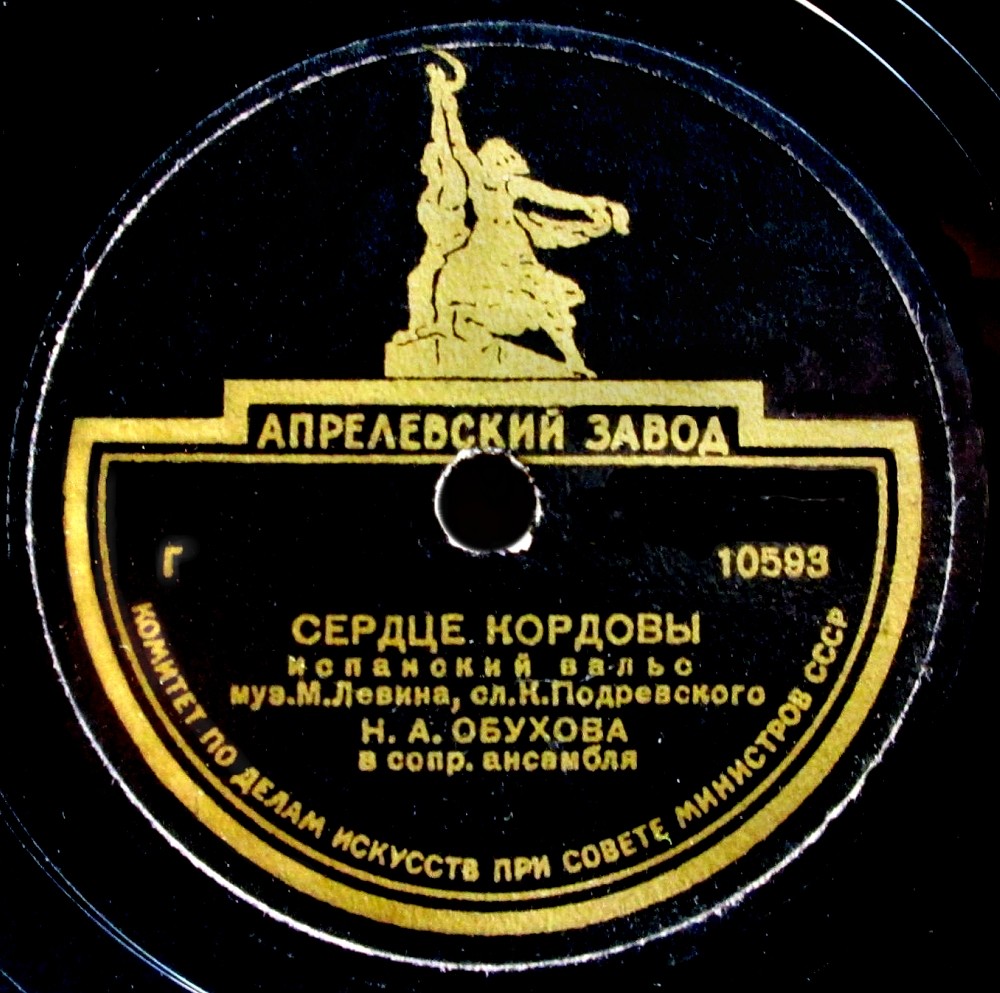 АПРЕЛЕВСКИЙ ЗАВОД
Г 10593
СЕРДЦЕ КОРДОВЫ
испанский вальс
муз.М.Левина, сл.К.Подревского
Н. А. ОБУХОВА
в сопр. ансамбля
КОМИТЕТ ПО ДЕЛАМ ИСКУССТВ ПРИ СОВЕТЕ МИНИСТРОВ СССР